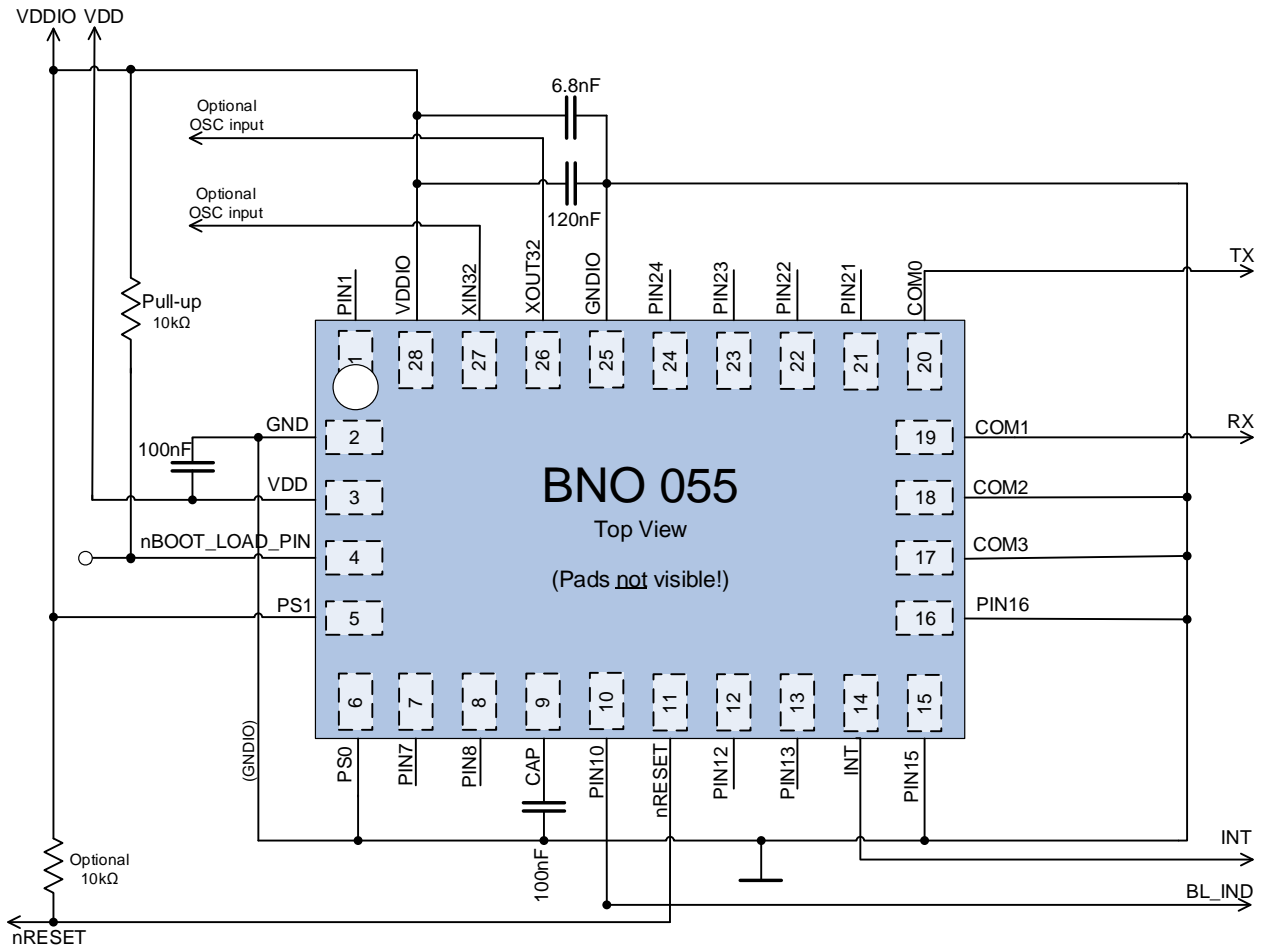 VDDIO VDD
6.8nF
Optional
OSC input
Optional
OSC input
120nF
TX
PIN1
VDDIO
XIN32
XOUT32
GNDIO
PIN24
PIN23
PIN22
PIN21
COM0
Pull-up
10kΩ
1
28
27
26
25
24
23
22
21
20
GND
2
19
COM1
RX
100nF
VDD
3
BNO 055
18
COM2
Top View
nBOOT_LOAD_PIN
4
17
COM3
(Pads not visible!)
PS1
5
16
PIN16
6
7
8
9
10
11
12
13
14
15
(GNDIO)
PS0
PIN7
PIN8
CAP
PIN10
nRESET
PIN12
PIN13
INT
PIN15
100nF
INT
Optional
10kΩ
BL_IND
nRESET